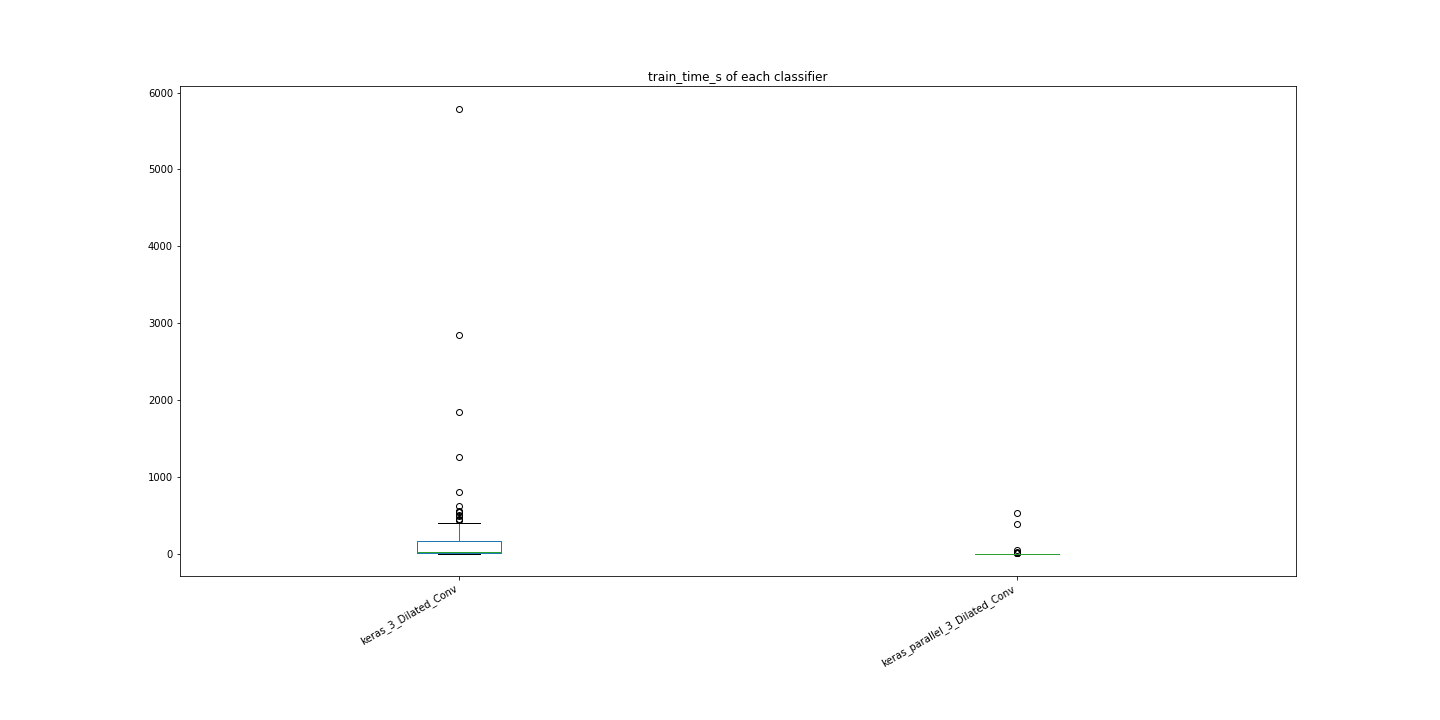 train_time_s of each classifier
6000
5000
4000
3000
2000
1000
0
keras_3_Dilated_Conv
keras_parallel_3_Dilated_Conv